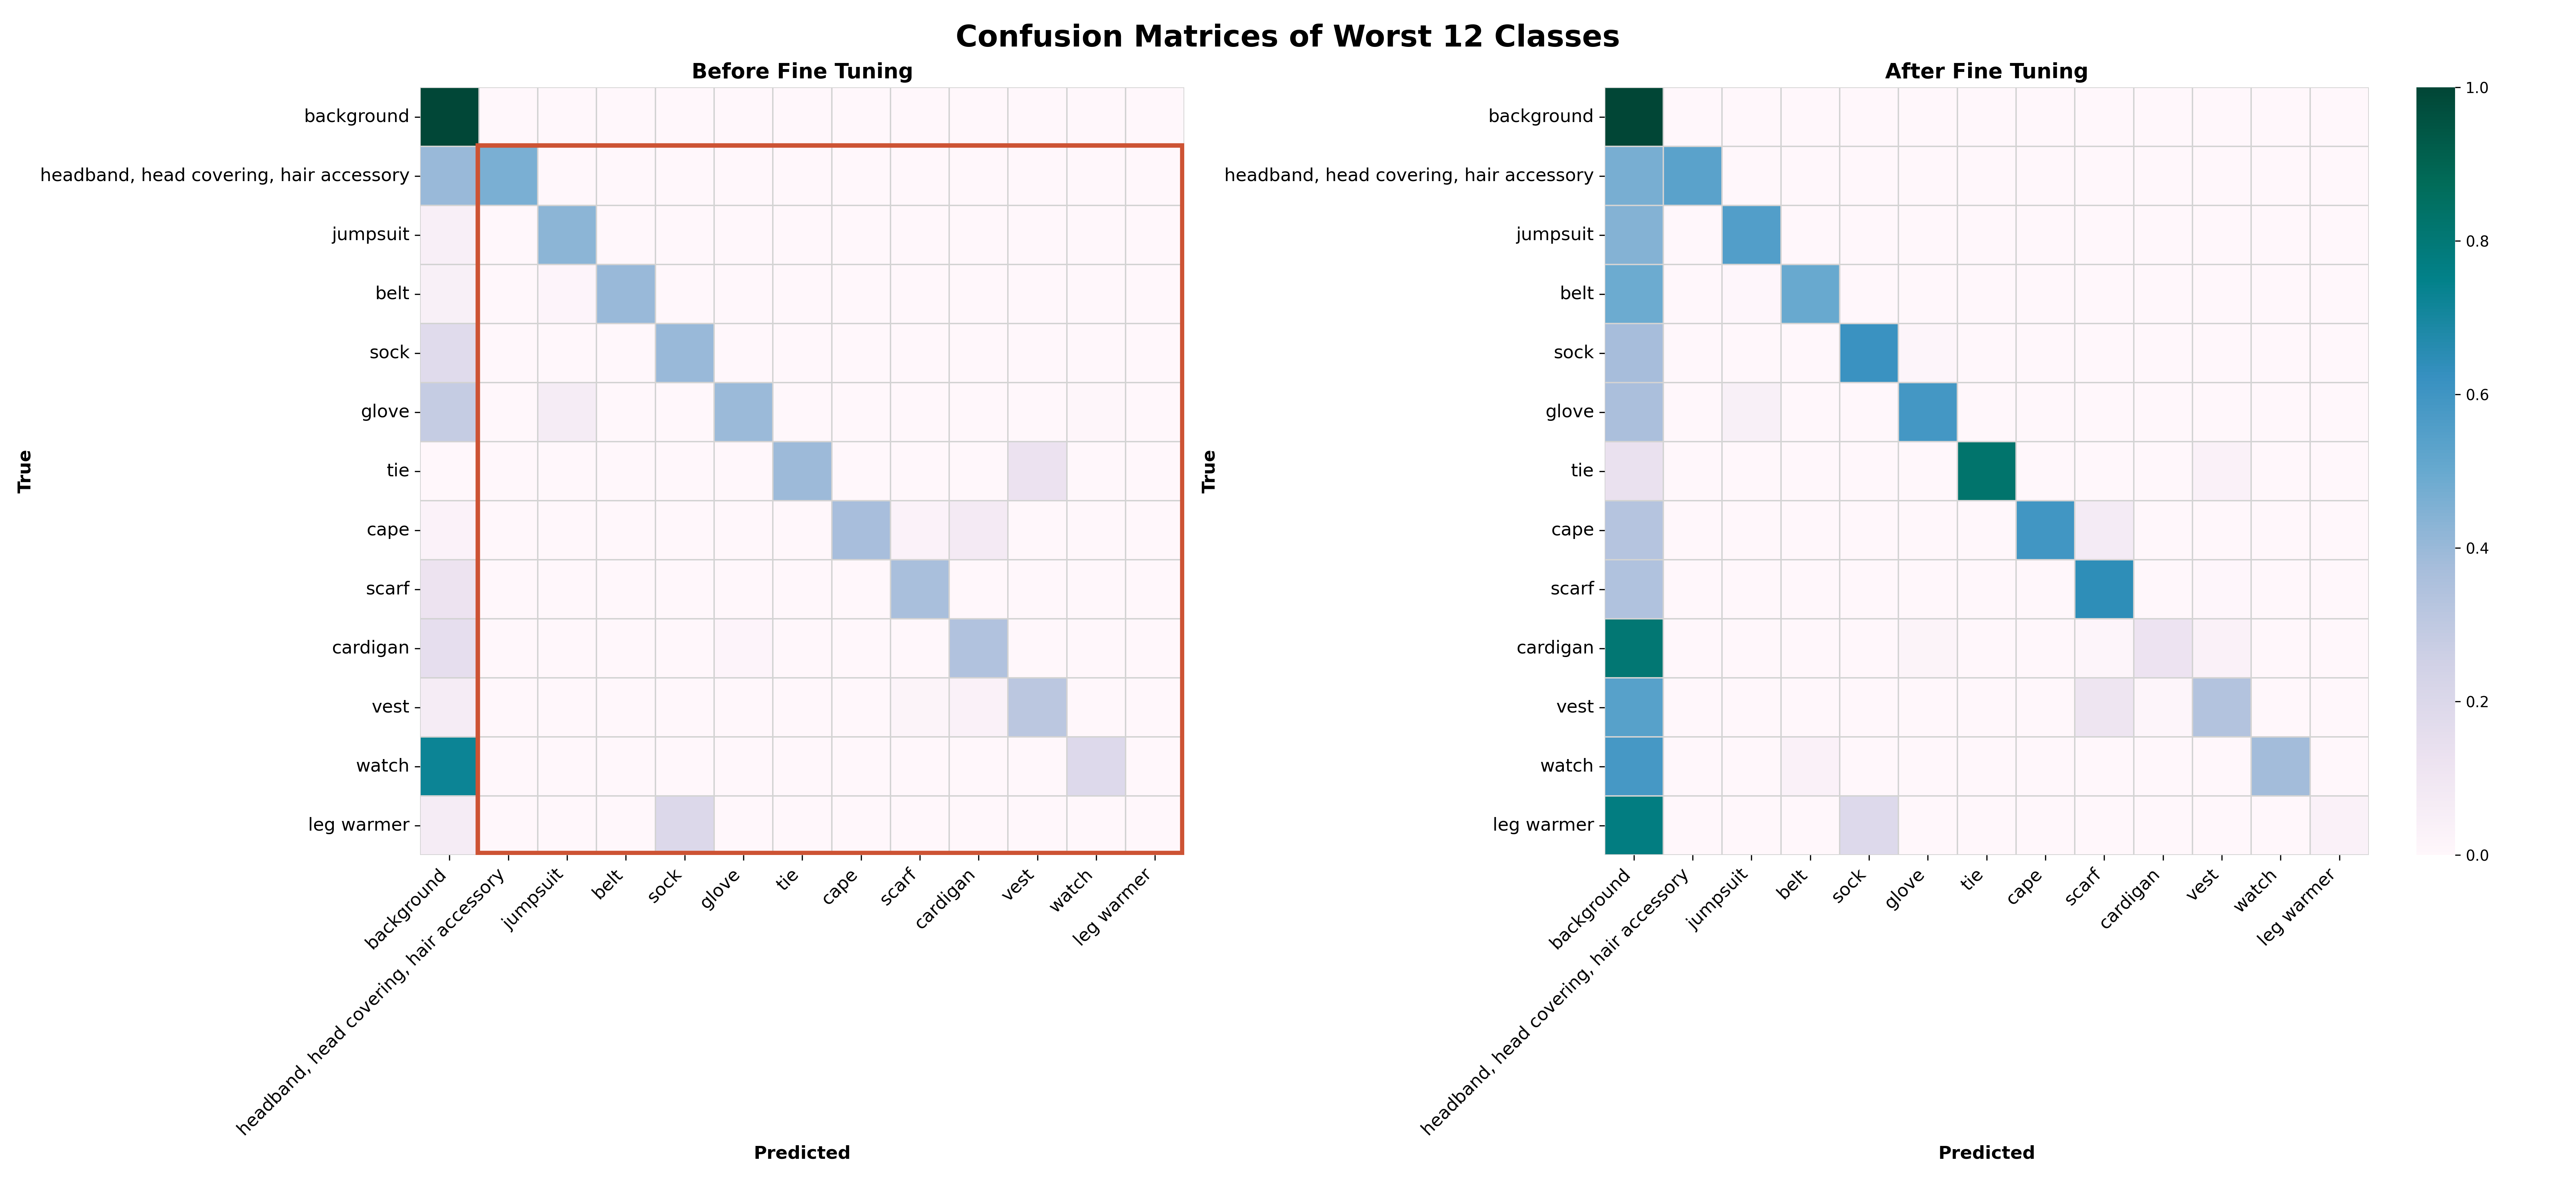 Confusion Matrices of Worst 12 Classes
Before Fine Tuning
True
background
headband, head covering, hair accessory
jumpsuit
belt
sock
glove
tie
cape
scarf
cardigan
vest
watch
leg warmer
background
headband, head covering, hair accessory
jumpsuit
belt
sock
glove
tie
cape
scarf
cardigan
vest
watch
leg warmer
Predicted
After Fine Tuning
True
background
headband, head covering, hair accessory
jumpsuit
belt
sock
glove
tie
cape
scarf
cardigan
vest
watch
leg warmer
background
headband, head covering, hair accessory
jumpsuit
belt
sock
glove
tie
cape
scarf
cardigan
vest
watch
leg warmer
Predicted
1.0
0.8
0.6
0.4
0.2
0.0